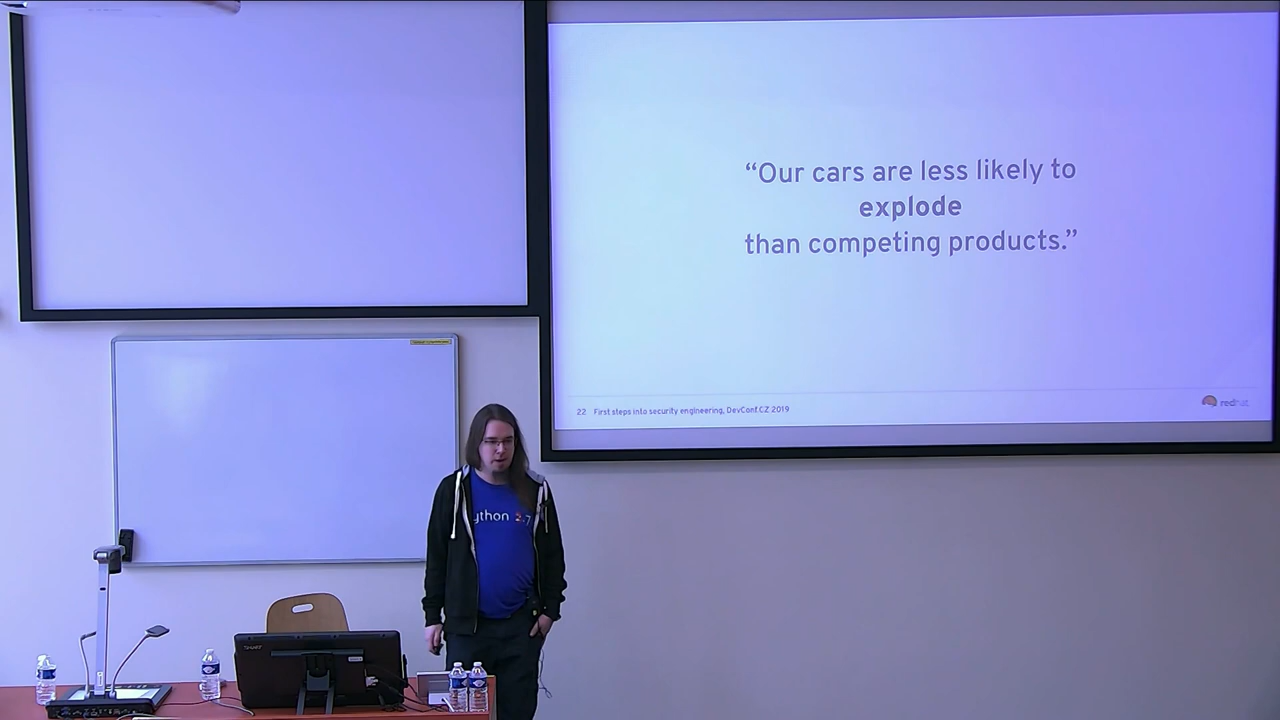 “Our cars are less likely to
explode
than competing products.”
22 First steps into security engineering, DevConf.CZ 2019
redhat
ython 2.7